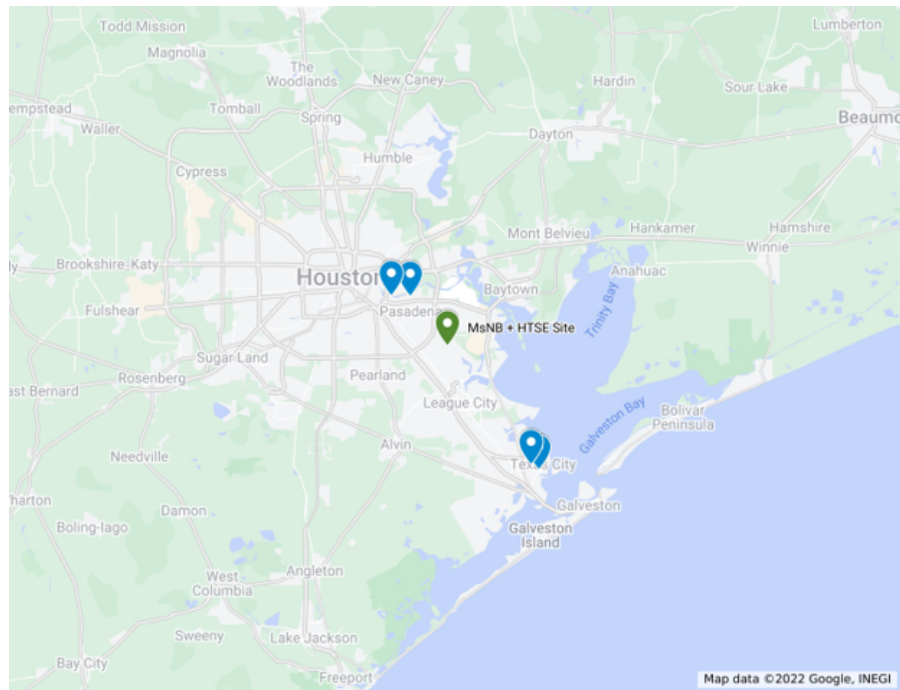 Todd Mission
Lumberton
Magnolia
The
Woodlands
New Caney
Hardin
Sour Lake
empstead
Tomball
Spring
Beaumo
Waller
Dayton
Humble
Cypress
Mont Belvieu
Hankamer
Hamshire
Winnie
Brookshire
Katy
Anahuac
Houston
Baytown
Trinity Bay
Fulshear
Pasadena
MsNB + HTSE Site
Sugar Land
Pearland
Rosenberg
ast Bernard
League City
Galveston Bay
Bolivar
Peninsula
Alvin
Needville
Texas City
harton
Damon
Galveston
Boling-Iago
Galveston
Island
Angleton
West
Columbia
Sweeny
Lake Jackson
Bay City
Freeport
Map data ©2022 Google, INEGI